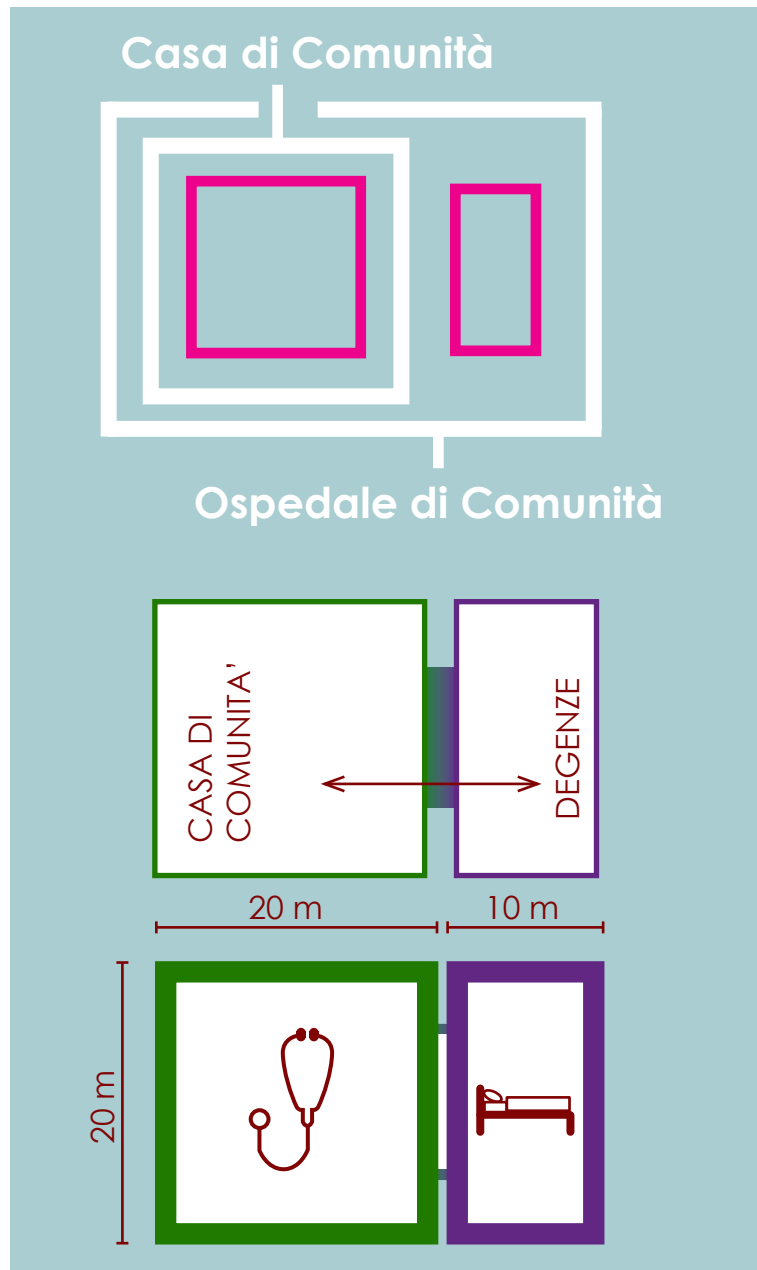 Casa di Comunità
Ospedale di Comunità
CASA DI
COMUNITA’
DEGENZE
20 m
10 m
20 m